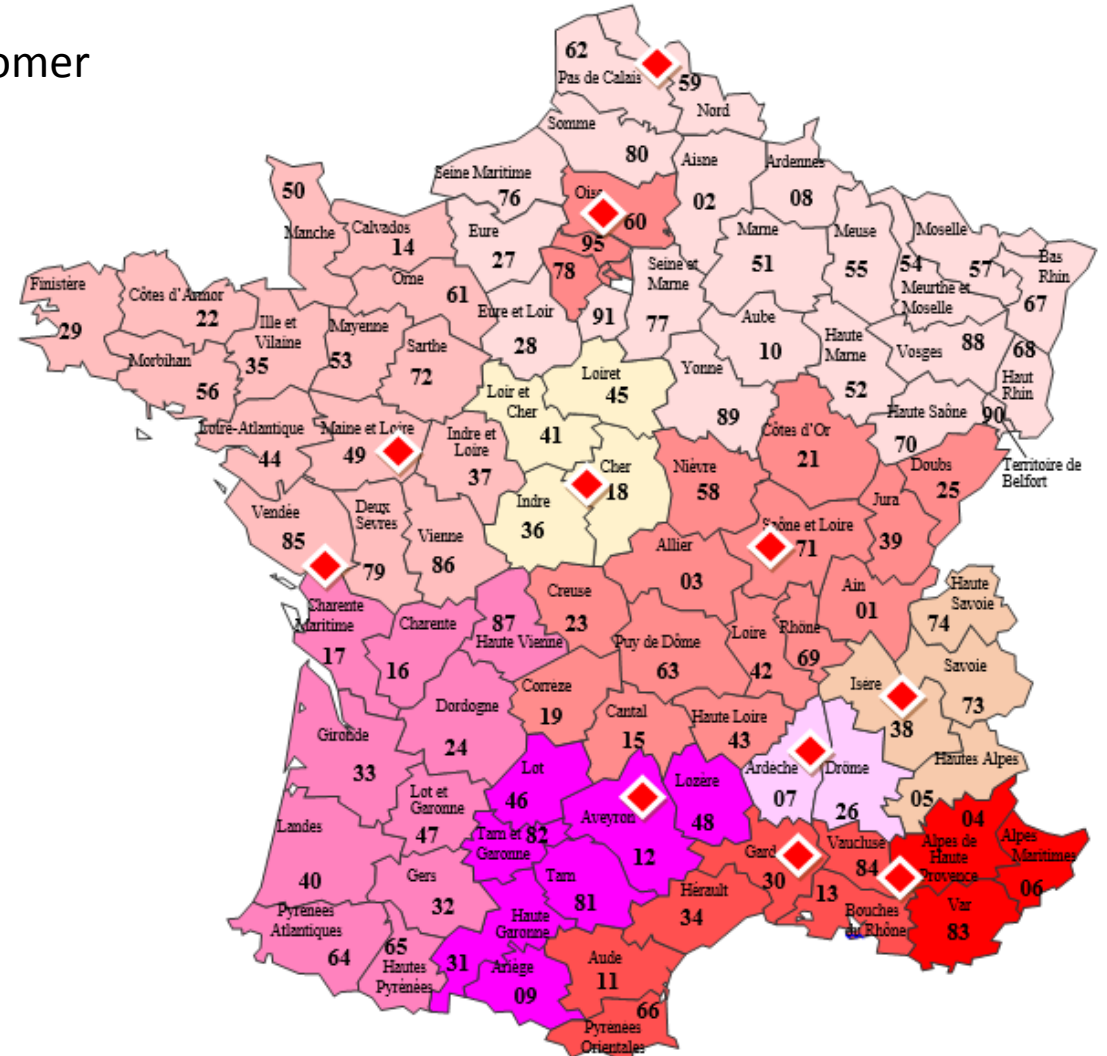 omer
62
Pas de Calais
59
Nord
Somme
80
Aisne
02
Ardennes
08
Seine Maritime
76
Oise
60
50
Manche
Calvados
14
Eure
27
95
78
Seine et
Marne
77
Marne
51
Meuse
55
54
Meurthe et
Moselle
Moselle
57
Bas
Rhin
67
Finistère
29
Côtes d'Armor
22
Ille et
Vilaine
35
Orne
61
Mayenne
53
Sarthe
72
Eure et Loir
28
91
Aube
10
Haute
Marne
52
Vosges
88
68
Haut
Rhin
Morbihan
56
Loir et
Cher
41
Loiret
45
Yonne
89
Côtes d'Or
21
Haute Saône
70
90
Territoire de
Belfort
Loire-Atlantique
44
Maine et Loire
49
Indre et
Loire
37
Cher
18
Indre
36
Nièvre
58
Doubs
25
Jura
39
Vendée
85
Deux
Sevres
79
Vienne
86
Saône et Loire
71
Allier
03
Ain
01
Haute
Savoie
74
Charente
Maritime
17
Charente
16
87
Haute Vienne
Creuse
23
Puy de Dôme
63
Loire
42
Rhône
69
Isère
38
Savoie
73
Corrèze
19
Dordogne
24
Cantal
15
Haute Loire
43
Gironde
33
Lot
46
Lozère
48
Ardèche
07
Drôme
26
Hautes Alpes
05
Lot et
Garonne
47
Aveyron
12
Tarn et
Garonne
82
Landes
40
Gers
32
Tarn
81
Gard
30
Vaucluse
84
04
Alpes de
Haute
Provence
Alpes
Maritimes
06
Hérault
34
13
Bouches
du Rhône
Var
83
Pyrénées
Atlantiques
64
65
Hautes
Pyrénées
Haute
Garonne
31
Ariège
09
Aude
11
66
Pyrénées
Orientales